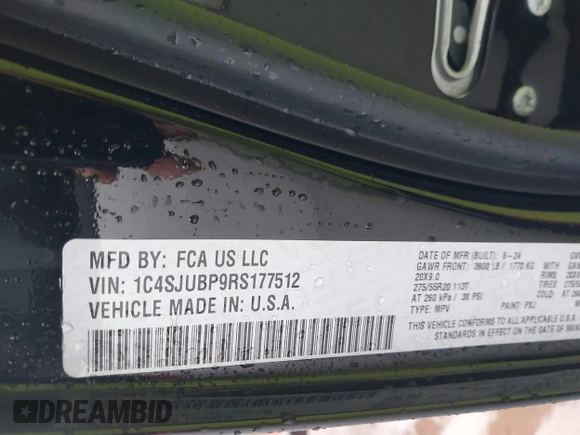 MFD BY: FCA US LLC
VIN: 1C4SJUBP9RS177512
VEHICLE MADE IN: U.S.A.
DATE OF MFR (BUILT): 6-24
GAWR FRONT: 3900 LB / 1770 KG WITH
20X9.0 RIMS
275/55R20 113T TIRES
AT 260 kPa / 38 PSI COLD
TYPE: MPV PAINT: PXJ
THIS VEHICLE CONFORMS TO ALL APPLICABLE
STANDARDS IN EFFECT ON THE DATE OF MAN
DREAMBID